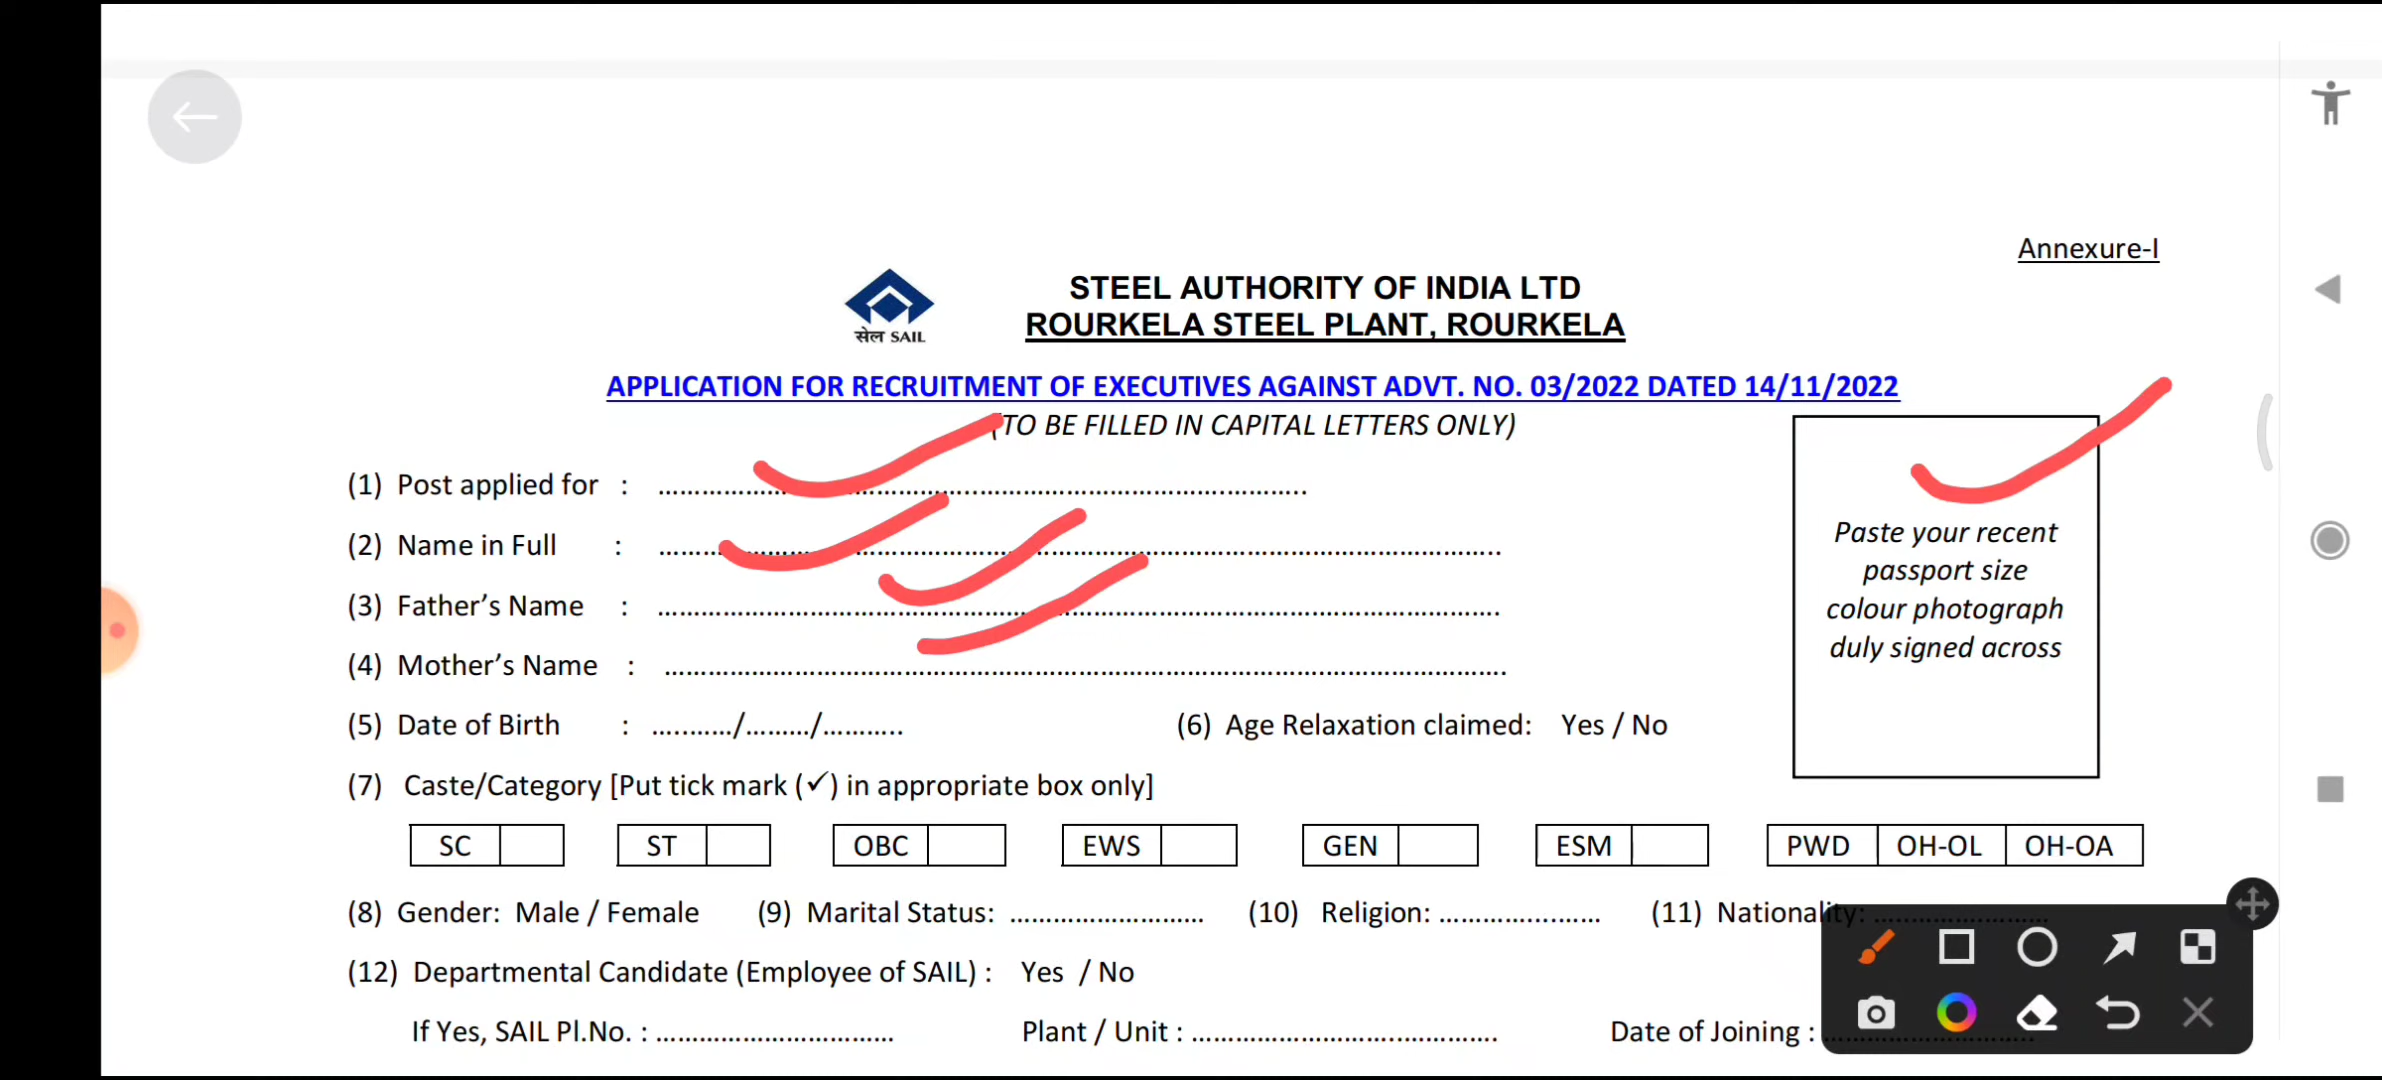 Annexure-I
सेल SAIL
STEEL AUTHORITY OF INDIA LTD
ROURKELA STEEL PLANT, ROURKELA
APPLICATION FOR RECRUITMENT OF EXECUTIVES AGAINST ADVT. NO. 03/2022 DATED 14/11/2022
(TO BE FILLED IN CAPITAL LETTERS ONLY)
(1) Post applied for : ……………………………………………………………………
(2) Name in Full : ……………………………………………………………………………………
(3) Father’s Name : ……………………………………………………………………………………
(4) Mother’s Name : ……………………………………………………………………………………
Paste your recent
passport size
colour photograph
duly signed across
(5) Date of Birth : ………../………/……….. (6) Age Relaxation claimed: Yes / No
(7) Caste/Category [Put tick mark (✓) in appropriate box only]
SC ST OBC EWS GEN ESM PWD OH-OL OH-OA
(8) Gender: Male / Female (9) Marital Status: ……………………… (10) Religion: …………………. (11) Nationality: ……………………
(12) Departmental Candidate (Employee of SAIL) : Yes / No
If Yes, SAIL Pl.No. : …………………………… Plant / Unit : …………………………………… Date of Joining : ………………………